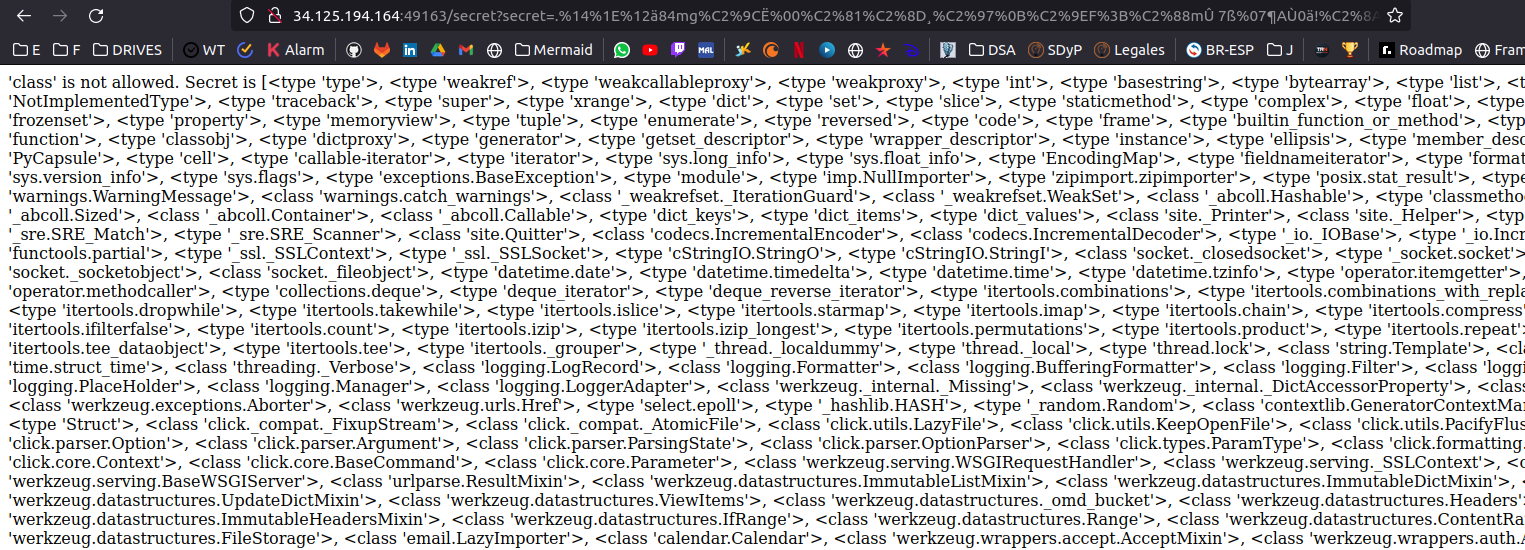 34.125.194.164:49163/secret?secret=.%14%1E%12ä84mg%C2%9CË%00%C2%81%C2%8D¸%C2%97%0B%C2%9EF%3B%C2%88mÛ 7ß%07¶AÙ0ä!%C2%8A
E F DRIVES WT Alarm Mermaid MAL DSA SDyP Legales BR-ESP J Roadmap Fram
'class' is not allowed. Secret is [<type 'type'>, <type 'weakref'>, <type 'weakcallableproxy'>, <type 'weakproxy'>, <type 'int'>, <type 'basestring'>, <type 'bytearray'>, <type 'list'>, <t
'NotImplementedType'>, <type 'traceback'>, <type 'super'>, <type 'xrange'>, <type 'dict'>, <type 'set'>, <type 'slice'>, <type 'staticmethod'>, <type 'complex'>, <type 'float'>, <type
'frozenset'>, <type 'property'>, <type 'memoryview'>, <type 'tuple'>, <type 'enumerate'>, <type 'reversed'>, <type 'code'>, <type 'frame'>, <type 'builtin_function_or_method'>, <typ
'function'>, <type 'classobj'>, <type 'dictproxy'>, <type 'generator'>, <type 'getset_descriptor'>, <type 'wrapper_descriptor'>, <type 'instance'>, <type 'ellipsis'>, <type 'member_desc
'PyCapsule'>, <type 'cell'>, <type 'callable-iterator'>, <type 'iterator'>, <type 'sys.long_info'>, <type 'sys.float_info'>, <type 'EncodingMap'>, <type 'fieldnameiterator'>, <type 'format
'sys.version_info'>, <type 'sys.flags'>, <type 'exceptions.BaseException'>, <type 'module'>, <type 'imp.NullImporter'>, <type 'zipimport.zipimporter'>, <type 'posix.stat_result'>, <type
'warnings.WarningMessage'>, <class 'warnings.catch_warnings'>, <class '_weakrefset._IterationGuard'>, <class '_weakrefset.WeakSet'>, <class '_abcoll.Hashable'>, <type 'classmethod
'_abcoll.Sized'>, <class '_abcoll.Container'>, <class '_abcoll.Callable'>, <type 'dict_keys'>, <type 'dict_items'>, <type 'dict_values'>, <class 'site._Printer'>, <class 'site._Helper'>, <typ
'_sre.SRE_Match'>, <type '_sre.SRE_Scanner'>, <class 'site.Quitter'>, <class 'codecs.IncrementalEncoder'>, <class 'codecs.IncrementalDecoder'>, <type '_io._IOBase'>, <type '_io.Incr
functools.partial'>, <type '_ssl._SSLContext'>, <type '_ssl._SSLSocket'>, <type 'cStringIO.StringO'>, <type 'cStringIO.StringI'>, <class 'socket._closedsocket'>, <type '_socket.socket'>
'socket._socketobject'>, <class 'socket._fileobject'>, <type 'datetime.date'>, <type 'datetime.timedelta'>, <type 'datetime.time'>, <type 'datetime.tzinfo'>, <type 'operator.itemgetter'>,
'operator.methodcaller'>, <type 'collections.deque'>, <type 'deque_iterator'>, <type 'deque_reverse_iterator'>, <type 'itertools.combinations'>, <type 'itertools.combinations_with_repla
<type 'itertools.dropwhile'>, <type 'itertools.takewhile'>, <type 'itertools.islice'>, <type 'itertools.starmap'>, <type 'itertools.imap'>, <type 'itertools.chain'>, <type 'itertools.compress'
'itertools.ifilterfalse'>, <type 'itertools.count'>, <type 'itertools.izip'>, <type 'itertools.izip_longest'>, <type 'itertools.permutations'>, <type 'itertools.product'>, <type 'itertools.repeat'>
'itertools.tee_dataobject'>, <type 'itertools.tee'>, <type 'itertools._grouper'>, <type '_thread._localdummy'>, <type 'thread._local'>, <type 'thread.lock'>, <class 'string.Template'>, <cla
'time.struct_time'>, <class 'threading._Verbose'>, <class 'logging.LogRecord'>, <class 'logging.Formatter'>, <class 'logging.BufferingFormatter'>, <class 'logging.Filter'>, <class 'loggi
'logging.PlaceHolder'>, <class 'logging.Manager'>, <class 'logging.LoggerAdapter'>, <class 'werkzeug._internal._Missing'>, <class 'werkzeug._internal._DictAccessorProperty'>, <class
<class 'werkzeug.exceptions.Aborter'>, <class 'werkzeug.urls.Href'>, <type 'select.epoll'>, <type '_hashlib.HASH'>, <type '_random.Random'>, <class 'contextlib.GeneratorContextMan
<type 'Struct'>, <class 'click._compat._FixupStream'>, <class 'click._compat._AtomicFile'>, <class 'click.utils.LazyFile'>, <class 'click.utils.KeepOpenFile'>, <class 'click.utils.PacifyFlus
'click.parser.Option'>, <class 'click.parser.Argument'>, <class 'click.parser.ParsingState'>, <class 'click.parser.OptionParser'>, <class 'click.types.ParamType'>, <class 'click.formatting.
'click.core.Context'>, <class 'click.core.BaseCommand'>, <class 'click.core.Parameter'>, <class 'werkzeug.serving.WSGIRequestHandler'>, <class 'werkzeug.serving._SSLContext'>, <c
'werkzeug.serving.BaseWSGIServer'>, <class 'urlparse.ResultMixin'>, <class 'werkzeug.datastructures.ImmutableListMixin'>, <class 'werkzeug.datastructures.ImmutableDictMixin'>, <
'werkzeug.datastructures.UpdateDictMixin'>, <class 'werkzeug.datastructures.ViewItems'>, <class 'werkzeug.datastructures._omd_bucket'>, <class 'werkzeug.datastructures.Headers'>
'werkzeug.datastructures.ImmutableHeadersMixin'>, <class 'werkzeug.datastructures.IfRange'>, <class 'werkzeug.datastructures.Range'>, <class 'werkzeug.datastructures.ContentRan
'werkzeug.datastructures.FileStorage'>, <class 'email.LazyImporter'>, <class 'calendar.Calendar'>, <class 'werkzeug.wrappers.accept.AcceptMixin'>, <class 'werkzeug.wrappers.auth.A